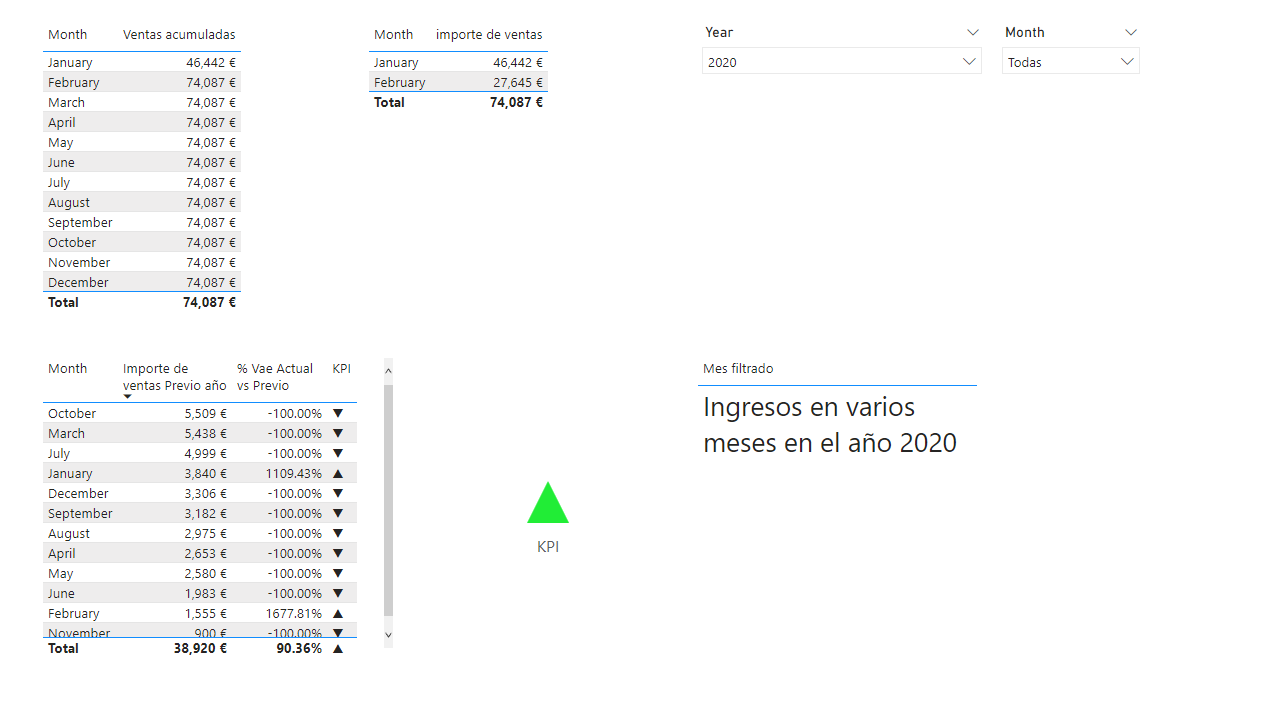 Month Ventas acumuladas
January 46,442 €
February 74,087 €
March 74,087 €
April 74,087 €
May 74,087 €
June 74,087 €
July 74,087 €
August 74,087 €
September 74,087 €
October 74,087 €
November 74,087 €
December 74,087 €
Total 74,087 €
Month importe de ventas
January 46,442 €
February 27,645 €
Total 74,087 €
Year
2020
Month
Todas
Month Importe de ventas Previo año % Vae Actual vs Previo KPI
October 5,509 € -100.00% ▼
March 5,438 € -100.00% ▼
July 4,999 € -100.00% ▼
January 3,840 € 1109.43% ▲
December 3,306 € -100.00% ▼
September 3,182 € -100.00% ▼
August 2,975 € -100.00% ▼
April 2,653 € -100.00% ▼
May 2,580 € -100.00% ▼
June 1,983 € -100.00% ▼
February 1,555 € 1677.81% ▲
November 900 € -100.00% ▼
Total 38,920 € 90.36% ▲
KPI
Mes filtrado
Ingresos en varios
meses en el año 2020